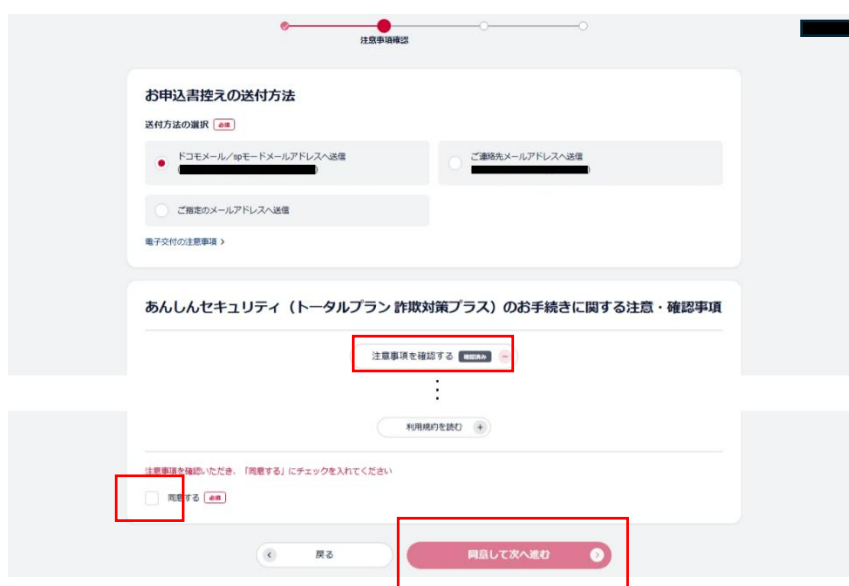 注意事項確認
お申込書控えの送付方法
送付方法の選択 必須
ドコモメール/spモードメールアドレスへ送信
ご連絡先メールアドレスへ送信
ご指定のメールアドレスへ送信
電子交付の注意事項 >
あんしんセキュリティ（トータルプラン 詐欺対策プラス）のお手続きに関する注意・確認事項
注意事項を確認する 確認済み −
⋮
利用規約を読む +
注意事項を確認いただき、「同意する」にチェックを入れてください
同意する 必須
戻る
同意して次へ進む